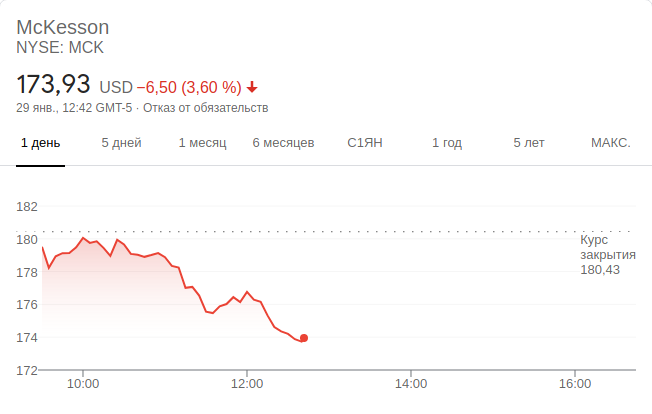 McKesson
NYSE: MCK
173,93 USD −6,50 (3,60 %)
29 янв., 12:42 GMT-5 · Отказ от обязательств
1 день 5 дней 1 месяц 6 месяцев С1ЯН 1 год 5 лет МАКС.
182
180
178
176
174
172
Курс
закрытия
180,43
10:00 12:00 14:00 16:00